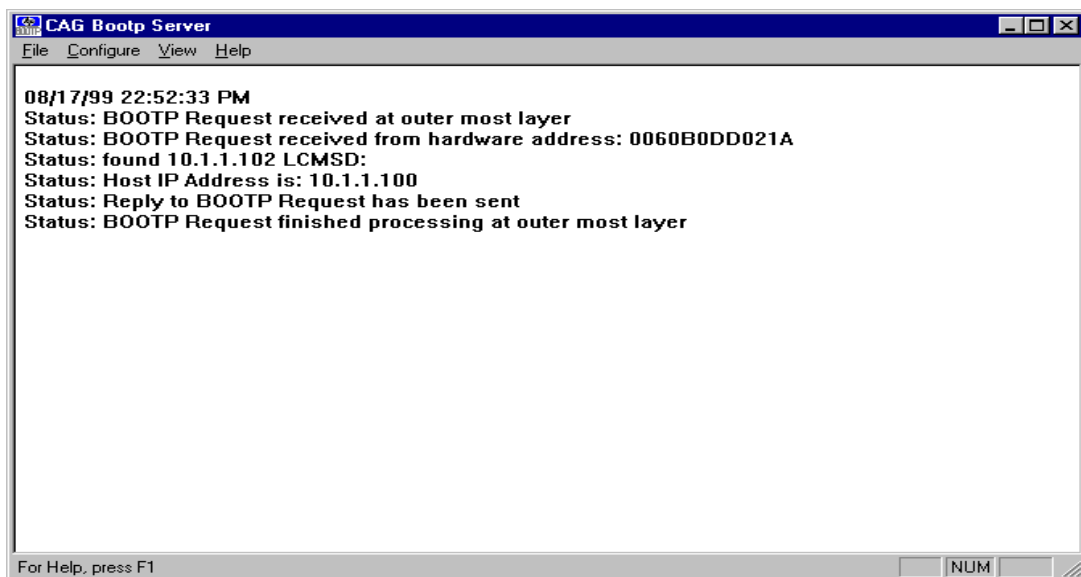 CAG Bootp Server
File Configure View Help
08/17/99 22:52:33 PM
Status: BOOTP Request received at outer most layer
Status: BOOTP Request received from hardware address: 0060B0DD021A
Status: found 10.1.1.102 LCMSD:
Status: Host IP Address is: 10.1.1.100
Status: Reply to BOOTP Request has been sent
Status: BOOTP Request finished processing at outer most layer
For Help, press F1
NUM